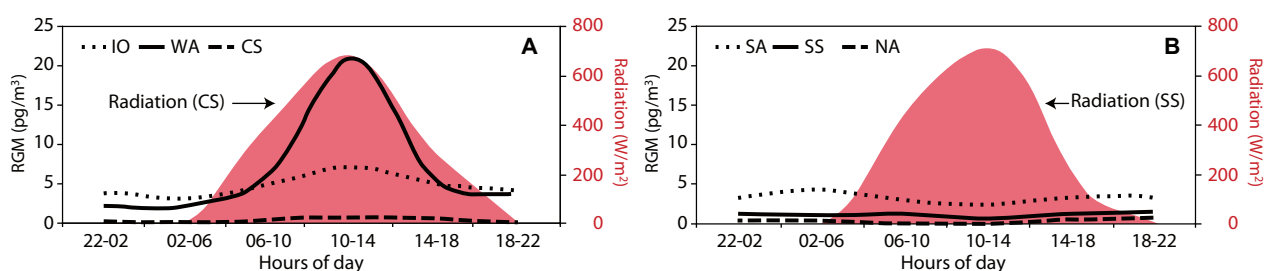 25
20
15
10
5
0
RGM (pg/m³)
IO WA CS
A
Radiation (CS)
800
600
400
200
0
Radiation (W/m²)
22-02 02-06 06-10 10-14 14-18 18-22
Hours of day
25
20
15
10
5
0
RGM (pg/m³)
SA SS NA
B
Radiation (SS)
800
600
400
200
0
Radiation (W/m²)
22-02 02-06 06-10 10-14 14-18 18-22
Hours of day